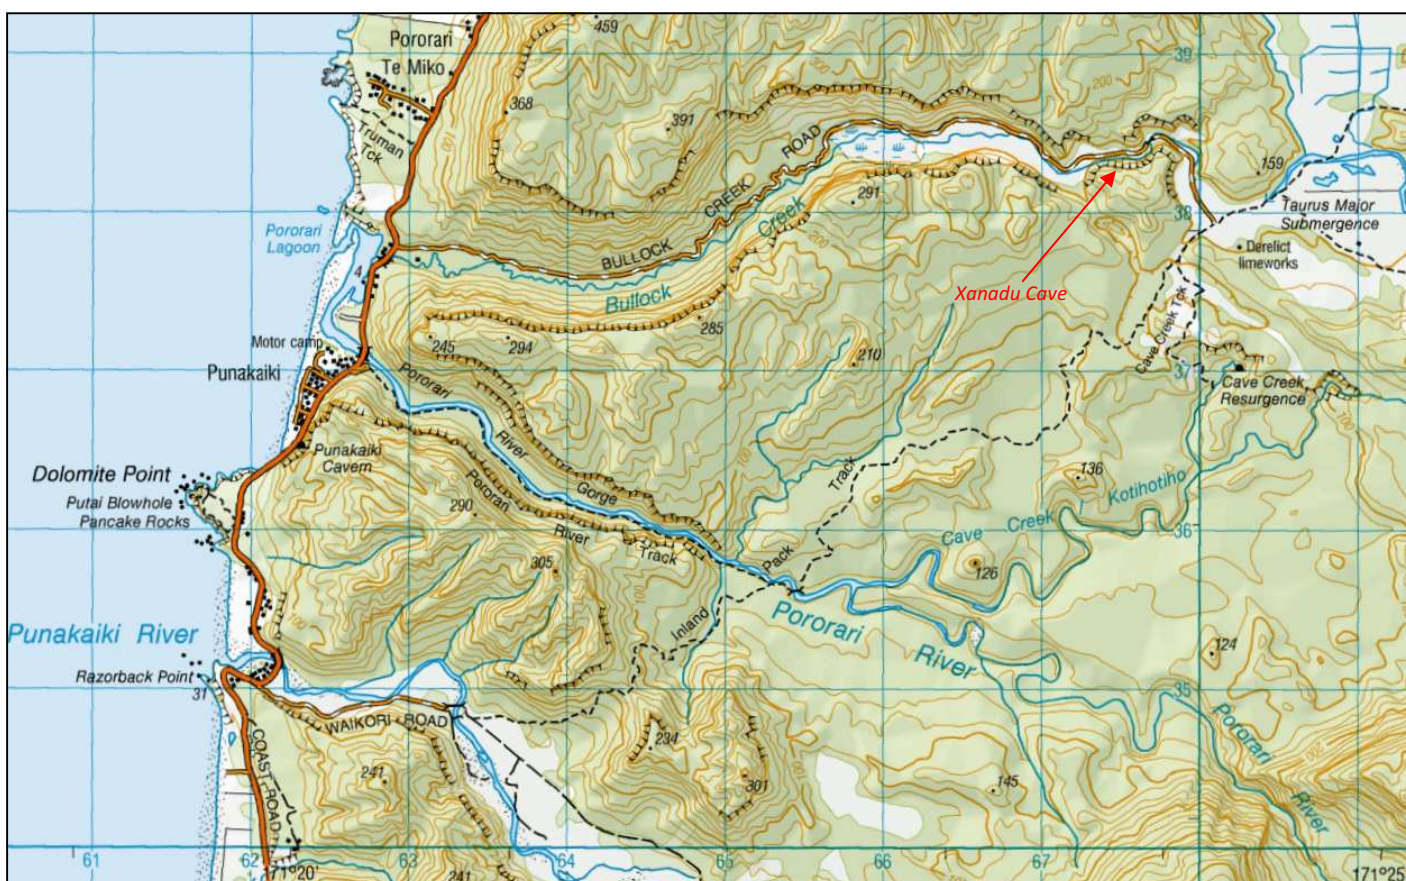 459
39
Pororari
Te Miko
368
391
200
100
Truman
Tck
ROAD
CREEK
BULLOCK
159
291
Taurus Major
Submergence
38
Pororari
Lagoon
Creek
Bullock
Derelict
limeworks
Xanadu Cave
4
285
Cave Creek Tck
Motor camp
245
294
210
Punakaiki
Pororari
37
Cave Creek
Resurgence
Punakaiki
Cavern
River
Dolomite Point
Putai Blowhole
Pancake Rocks
Gorge
Pororari
River
Track
290
136
Track
Pack
Inland
Cave Creek Kotihotiho
36
305
126
Pororari
River
Punakaiki River
124
Razorback Point
31
35
WAIKORI ROAD
COAST ROAD
234
241
301
145
Pororari
River
200
61
62
63
64
65
66
67
171°20'
241
171°25'